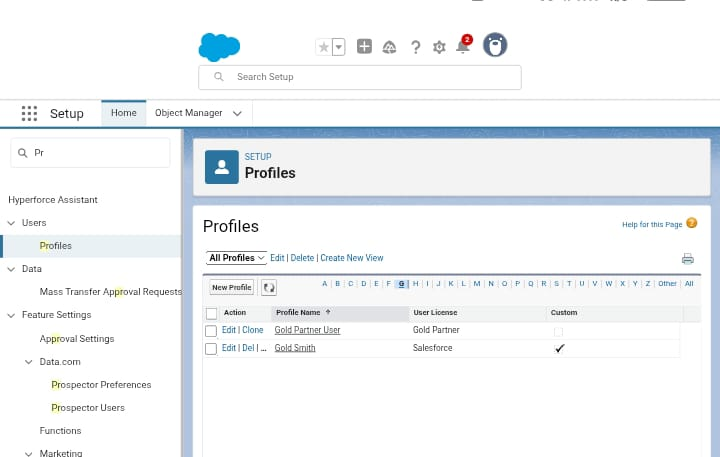 2
Search Setup
Setup
Home
Object Manager
Pr
Hyperforce Assistant
Users
Profiles
Data
Mass Transfer Approval Requests
Feature Settings
Approval Settings
Data.com
Prospector Preferences
Prospector Users
Functions
Marketing
SETUP
Profiles
Profiles
Help for this Page ?
All Profiles Edit | Delete | Create New View
New Profile
A | B | C | D | E | F | G | H | I | J | K | L | M | N | O | P | Q | R | S | T | U | V | W | X | Y | Z | Other | All
Action Profile Name ↑ User License Custom
Edit | Clone Gold Partner User Gold Partner
Edit | Del | ... Gold Smith Salesforce ✓